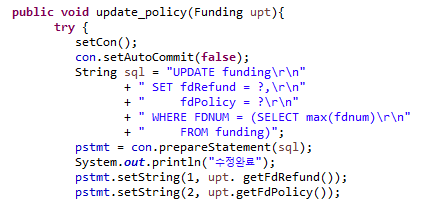 public void update_policy(Funding upt){
try {
setCon();
con.setAutoCommit(false);
String sql = "UPDATE funding\r\n"
+ " SET fdRefund = ?,\r\n"
+ "     fdPolicy = ?\r\n"
+ " WHERE FDNUM = (SELECT max(fdnum)\r\n"
+ "     FROM funding)";
pstmt = con.prepareStatement(sql);
System.out.println("수정완료");
pstmt.setString(1, upt. getFdRefund());
pstmt.setString(2, upt.getFdPolicy());